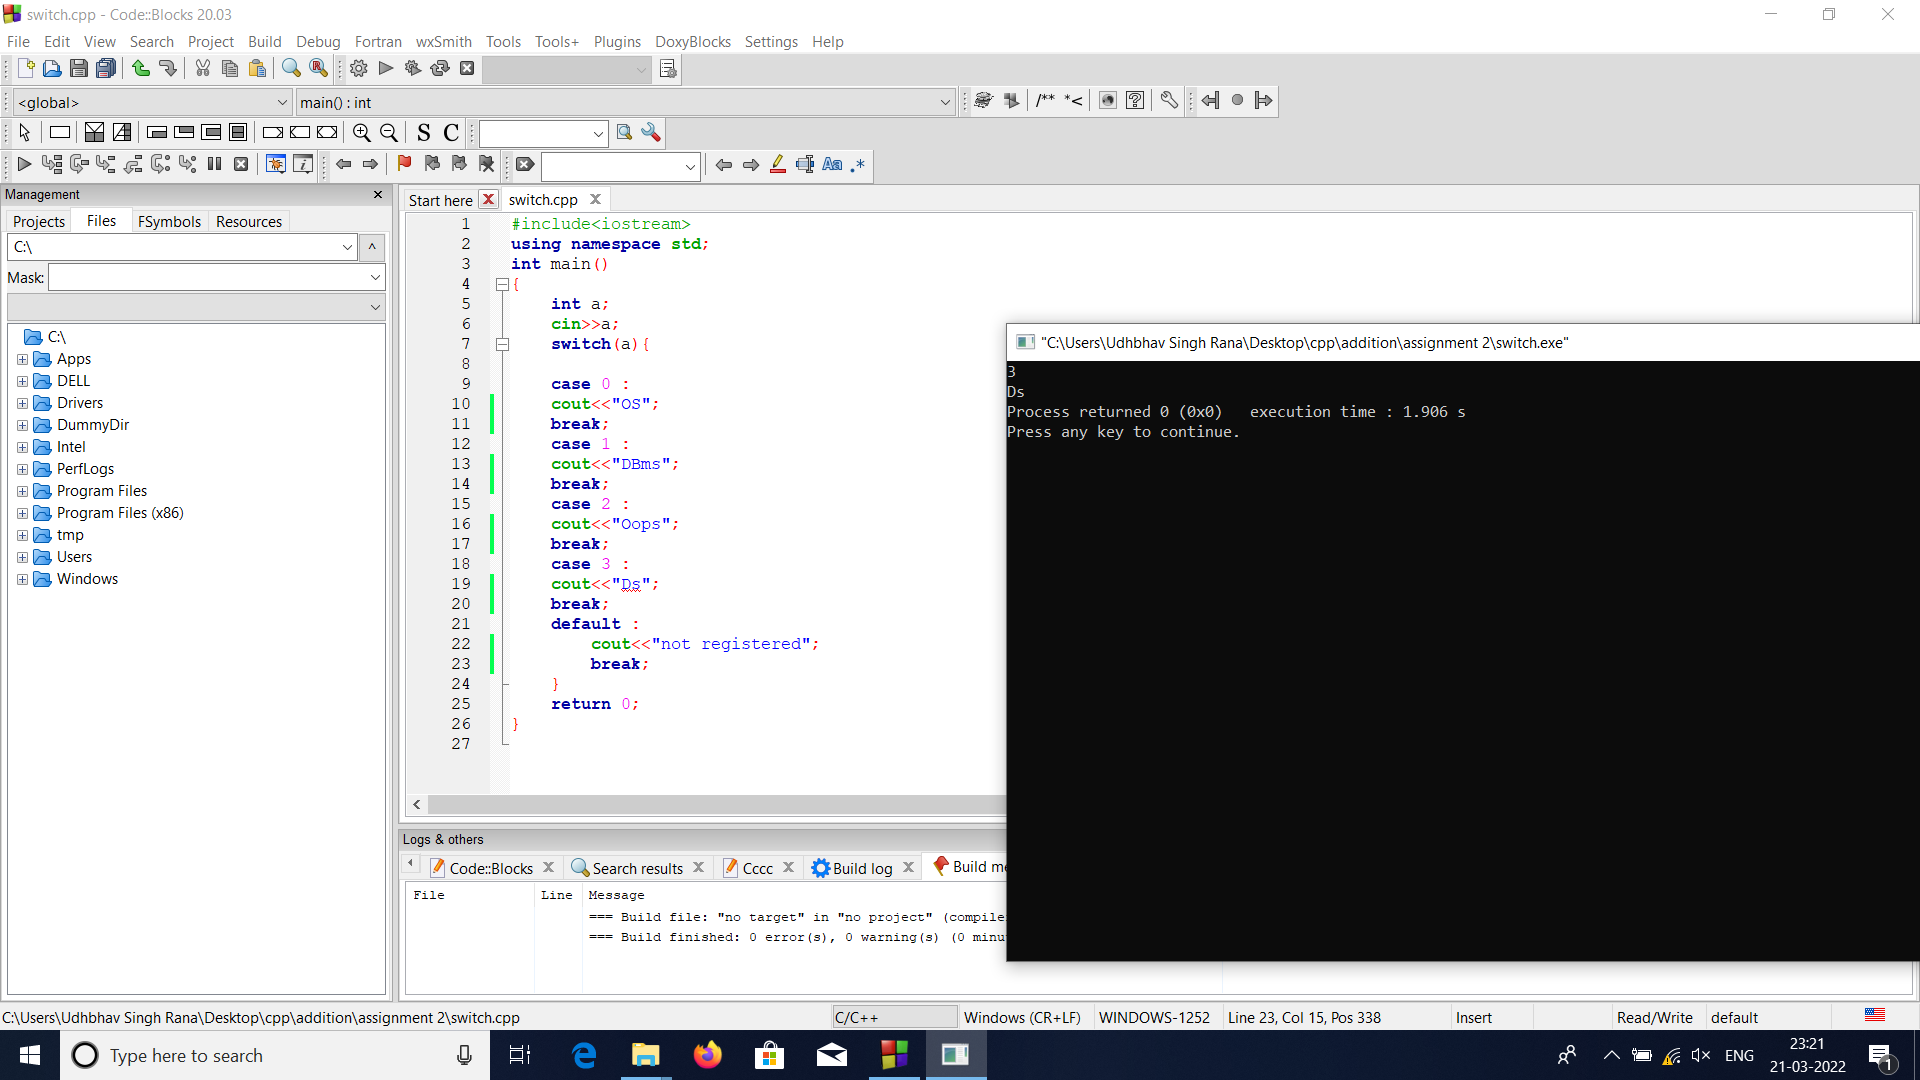 switch.cpp - Code::Blocks 20.03
File Edit View Search Project Build Debug Fortran wxSmith Tools Tools+ Plugins DoxyBlocks Settings Help
<global>
main() : int
/** *<
S C
Aa .*
Management
Projects Files FSymbols Resources
C:\
Mask:
C:\
Apps
DELL
Drivers
DummyDir
Intel
PerfLogs
Program Files
Program Files (x86)
tmp
Users
Windows
Start here switch.cpp
1 #include<iostream>
2 using namespace std;
3 int main()
4 {
5 int a;
6 cin>>a;
7 switch(a){
8
9 case 0 :
10 cout<<"OS";
11 break;
12 case 1 :
13 cout<<"DBms";
14 break;
15 case 2 :
16 cout<<"Oops";
17 break;
18 case 3 :
19 cout<<"Ds";
20 break;
21 default :
22 cout<<"not registered";
23 break;
24 }
25 return 0;
26 }
27
"C:\Users\Udhbhav Singh Rana\Desktop\cpp\addition\assignment 2\switch.exe"
3
Ds
Process returned 0 (0x0)   execution time : 1.906 s
Press any key to continue.
Logs & others
Code::Blocks Search results Cccc Build log Build me
File Line Message
=== Build file: "no target" in "no project" (compile
=== Build finished: 0 error(s), 0 warning(s) (0 minu
C:\Users\Udhbhav Singh Rana\Desktop\cpp\addition\assignment 2\switch.cpp C/C++ Windows (CR+LF) WINDOWS-1252 Line 23, Col 15, Pos 338 Insert Read/Write default
Type here to search
ENG
23:21
21-03-2022
1